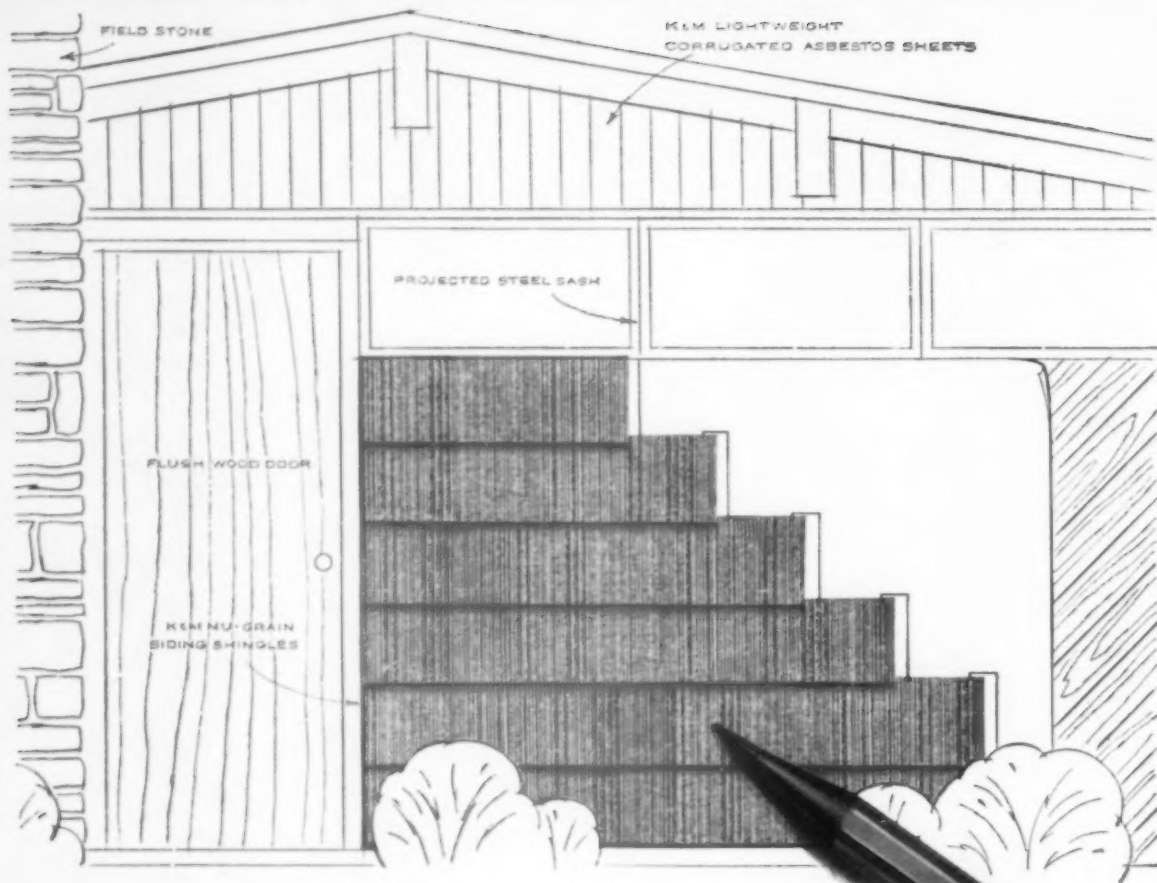 FIELD STONE
K&M LIGHTWEIGHT
CORRUGATED ASBESTOS SHEETS
PROJECTED STEEL SASH
FLUSH WOOD DOOR
K&M NU-GRAIN
SIDING SHINGLES